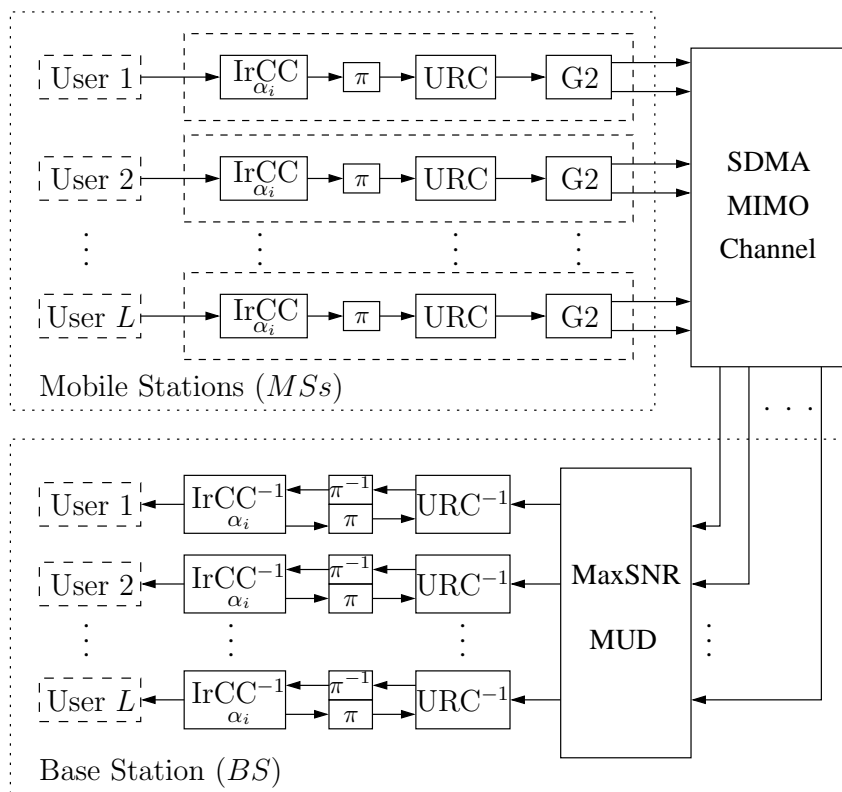 User 1 IrCC αᵢ π URC G2
User 2 IrCC αᵢ π URC G2
User L IrCC αᵢ π URC G2
SDMA
MIMO
Channel
Mobile Stations (MSs)
User 1 IrCC⁻¹ αᵢ π⁻¹ π URC⁻¹
User 2 IrCC⁻¹ αᵢ π⁻¹ π URC⁻¹
User L IrCC⁻¹ αᵢ π⁻¹ π URC⁻¹
MaxSNR
MUD
Base Station (BS)